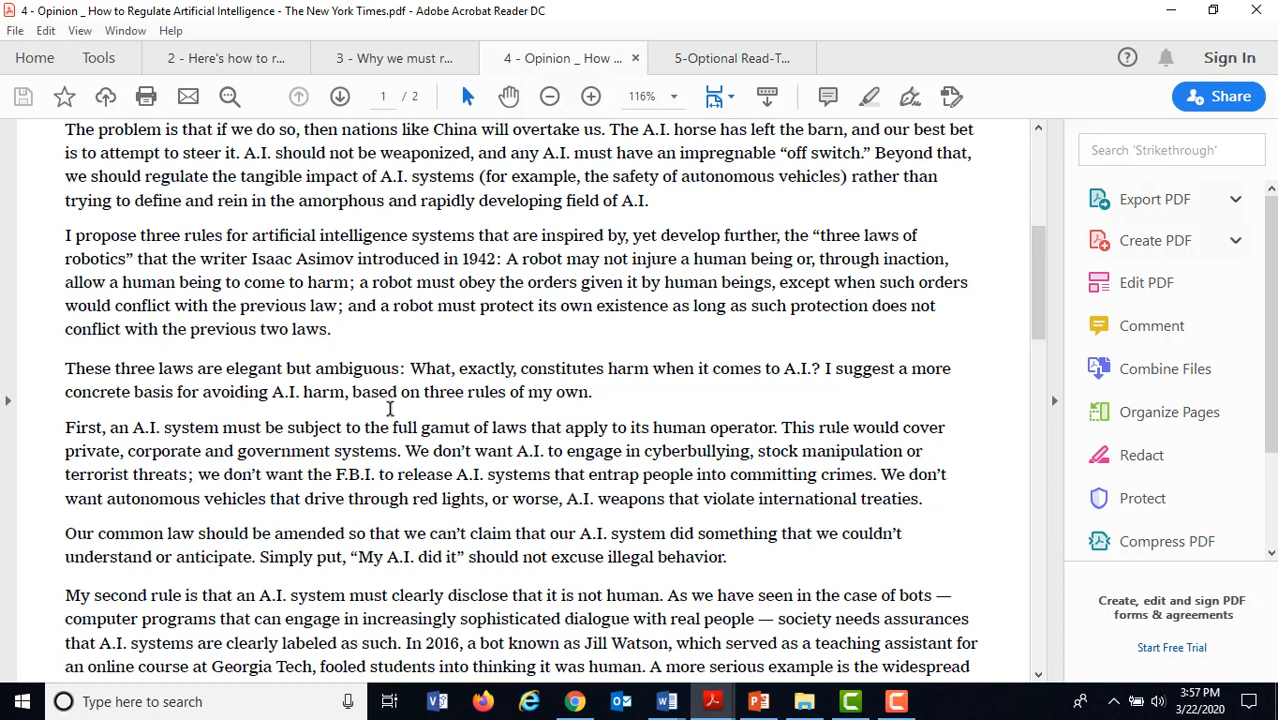 4 - Opinion _ How to Regulate Artificial Intelligence - The New York Times.pdf - Adobe Acrobat Reader DC
File Edit View Window Help
Home Tools 2 - Here's how to r... 3 - Why we must r... 4 - Opinion _ How ... × 5-Optional Read-T... Sign In
1 / 2 116% Share
The problem is that if we do so, then nations like China will overtake us. The A.I. horse has left the barn, and our best bet
is to attempt to steer it. A.I. should not be weaponized, and any A.I. must have an impregnable “off switch.” Beyond that,
we should regulate the tangible impact of A.I. systems (for example, the safety of autonomous vehicles) rather than
trying to define and rein in the amorphous and rapidly developing field of A.I.
I propose three rules for artificial intelligence systems that are inspired by, yet develop further, the “three laws of
robotics” that the writer Isaac Asimov introduced in 1942: A robot may not injure a human being or, through inaction,
allow a human being to come to harm; a robot must obey the orders given it by human beings, except when such orders
would conflict with the previous law; and a robot must protect its own existence as long as such protection does not
conflict with the previous two laws.
These three laws are elegant but ambiguous: What, exactly, constitutes harm when it comes to A.I.? I suggest a more
concrete basis for avoiding A.I. harm, based on three rules of my own.
First, an A.I. system must be subject to the full gamut of laws that apply to its human operator. This rule would cover
private, corporate and government systems. We don’t want A.I. to engage in cyberbullying, stock manipulation or
terrorist threats; we don’t want the F.B.I. to release A.I. systems that entrap people into committing crimes. We don’t
want autonomous vehicles that drive through red lights, or worse, A.I. weapons that violate international treaties.
Our common law should be amended so that we can’t claim that our A.I. system did something that we couldn’t
understand or anticipate. Simply put, “My A.I. did it” should not excuse illegal behavior.
My second rule is that an A.I. system must clearly disclose that it is not human. As we have seen in the case of bots —
computer programs that can engage in increasingly sophisticated dialogue with real people — society needs assurances
that A.I. systems are clearly labeled as such. In 2016, a bot known as Jill Watson, which served as a teaching assistant for
an online course at Georgia Tech, fooled students into thinking it was human. A more serious example is the widespread
Search 'Strikethrough'
Export PDF
Create PDF
Edit PDF
Comment
Combine Files
Organize Pages
Redact
Protect
Compress PDF
Create, edit and sign PDF
forms & agreements
Start Free Trial
Type here to search
3:57 PM
3/22/2020